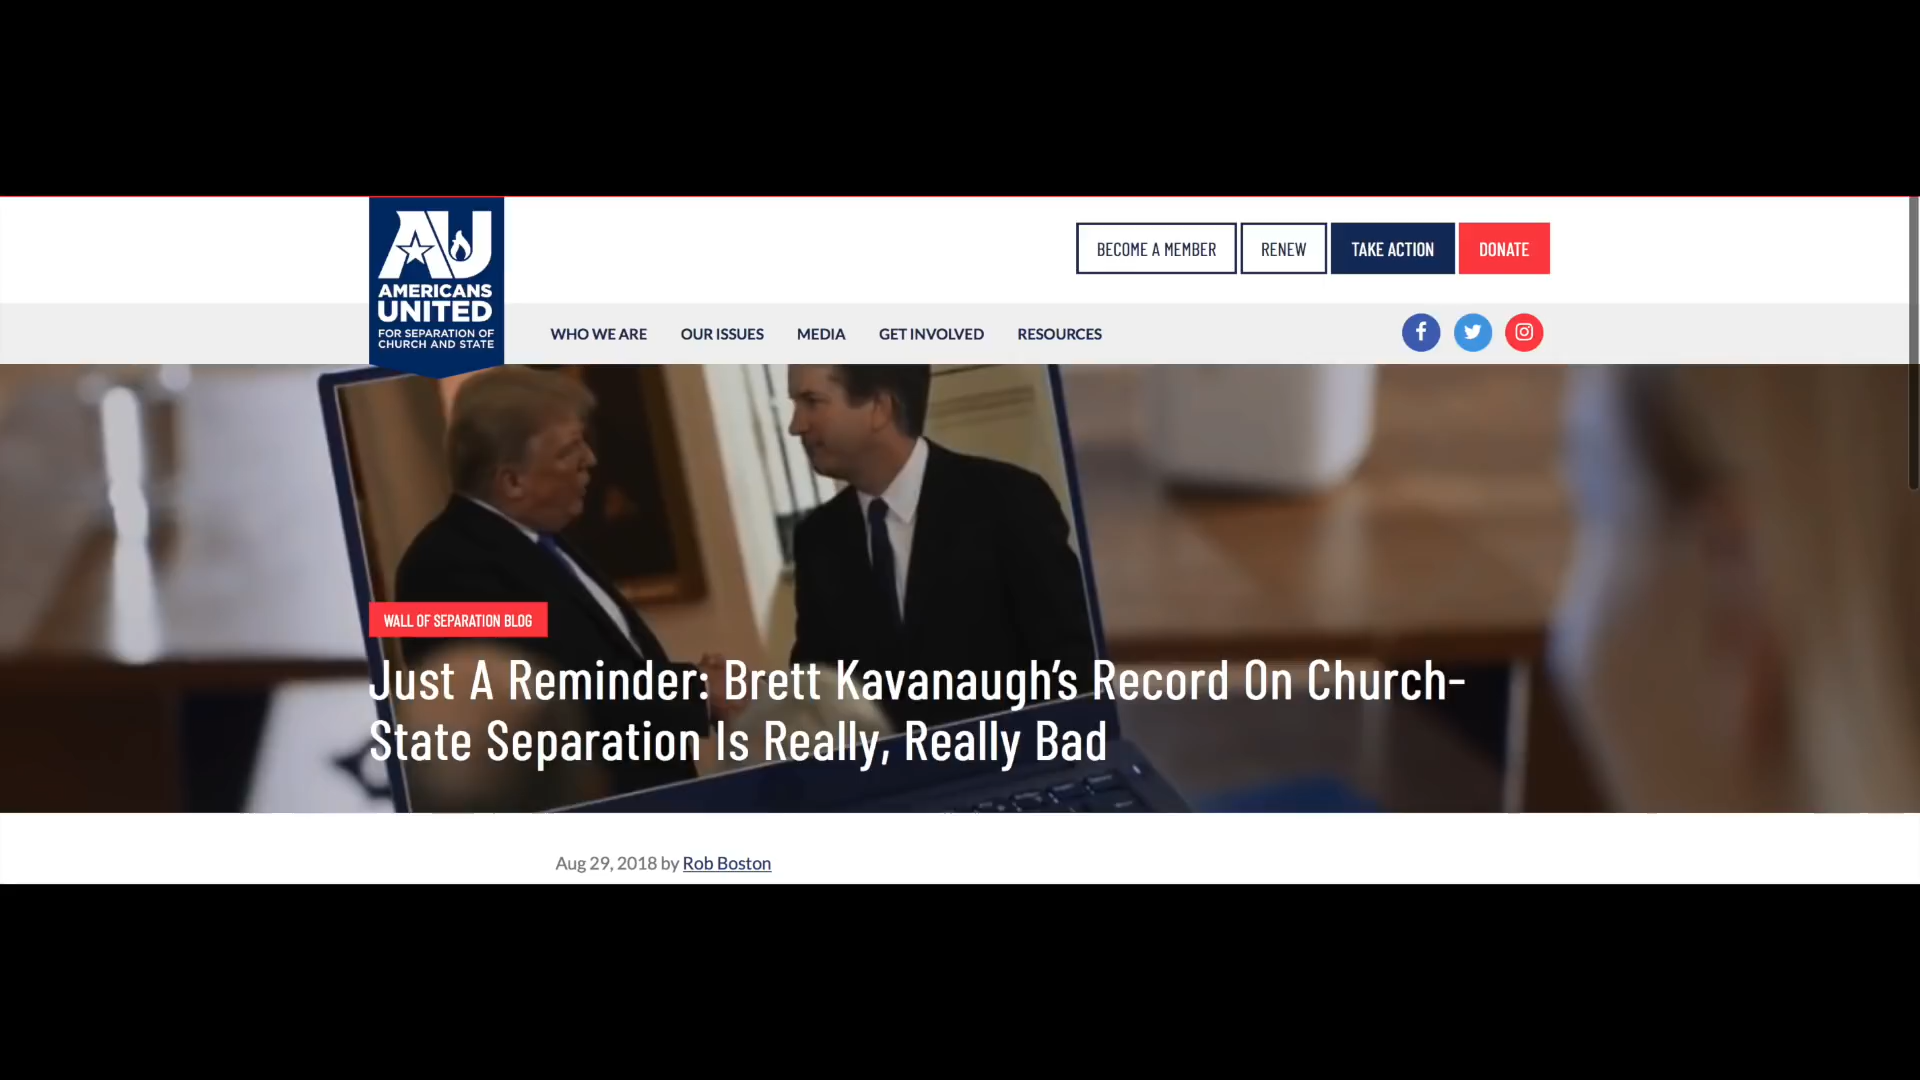 AU
AMERICANS
UNITED
FOR SEPARATION OF
CHURCH AND STATE
BECOME A MEMBER
RENEW
TAKE ACTION
DONATE
WHO WE ARE
OUR ISSUES
MEDIA
GET INVOLVED
RESOURCES
WALL OF SEPARATION BLOG
Just A Reminder: Brett Kavanaugh’s Record On Church-
State Separation Is Really, Really Bad
Aug 29, 2018 by Rob Boston